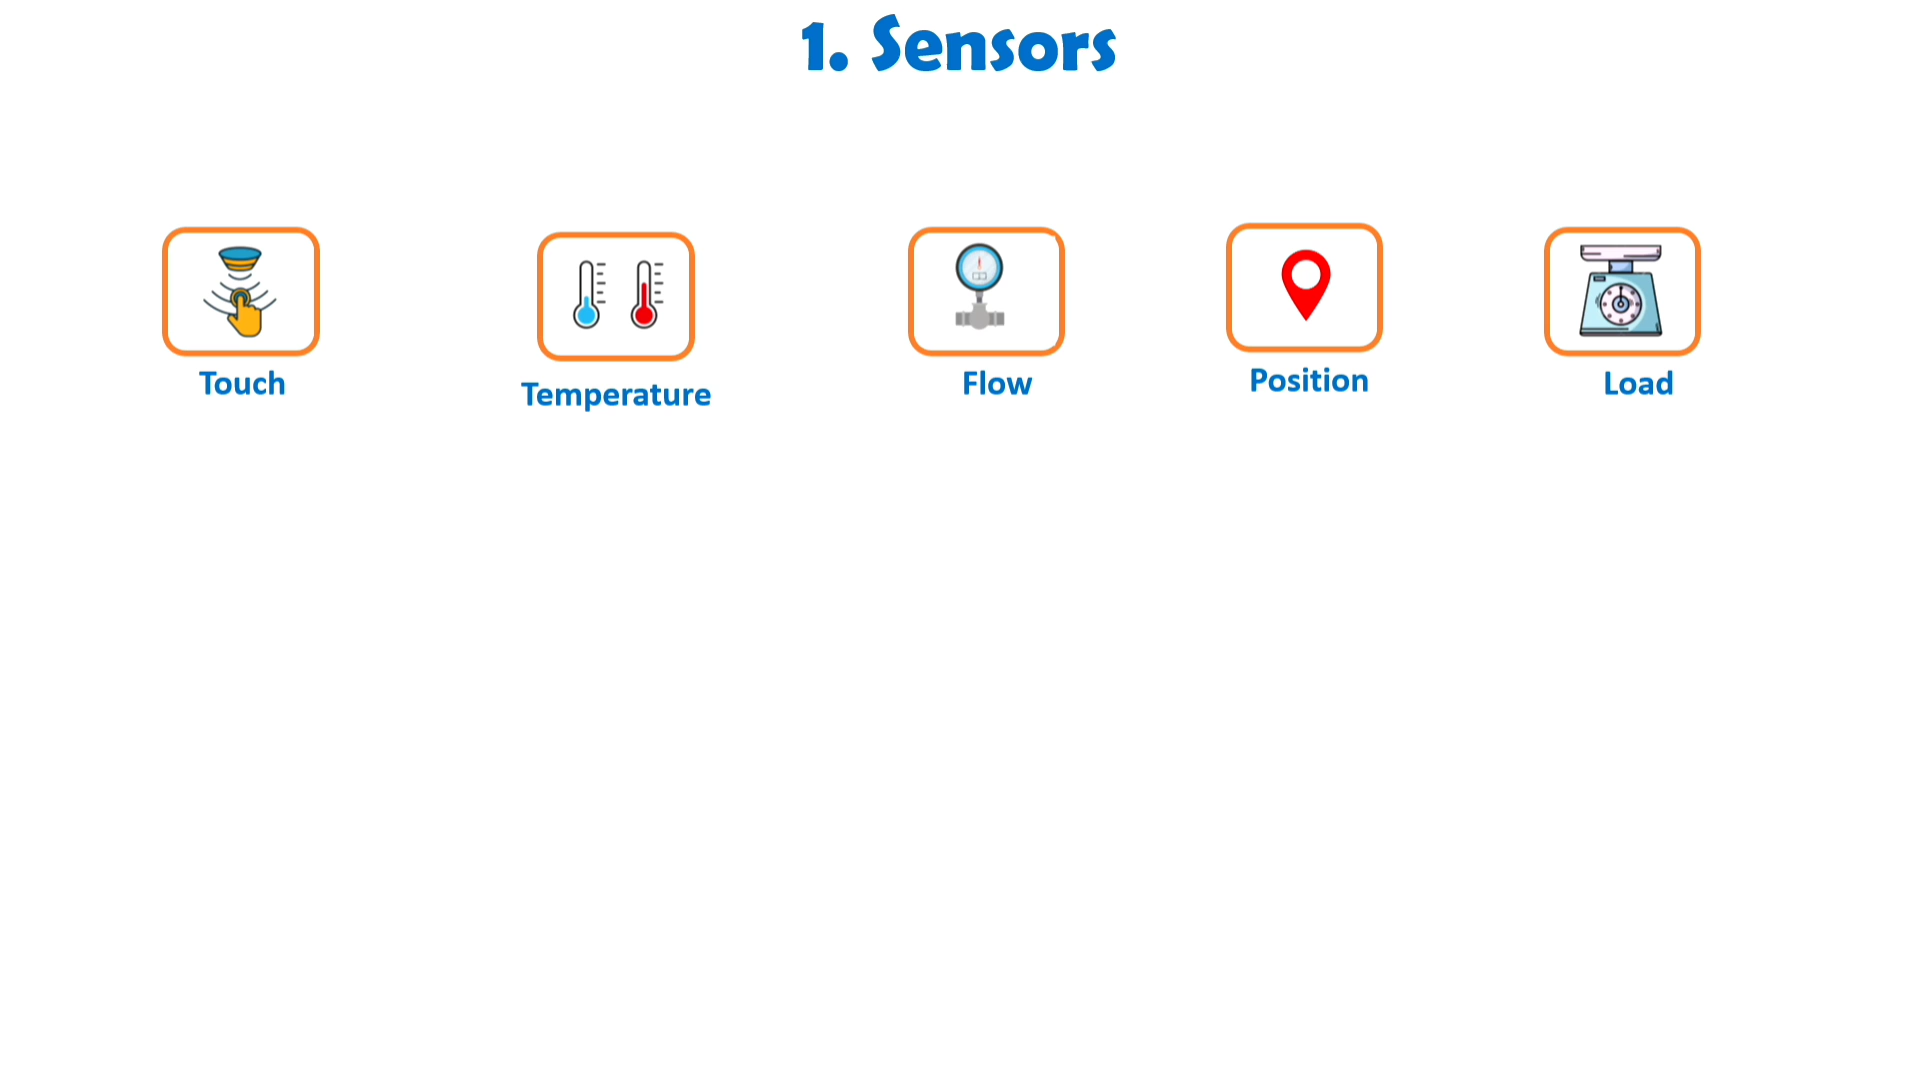 1. Sensors
Touch
Temperature
Flow
Position
Load